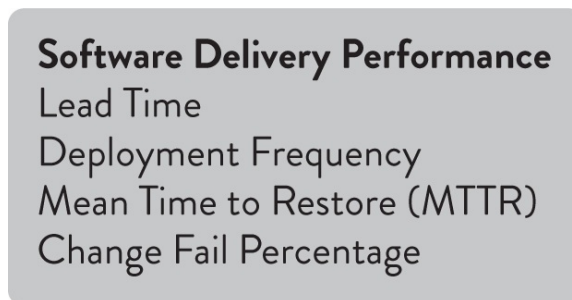 Software Delivery Performance
Lead Time
Deployment Frequency
Mean Time to Restore (MTTR)
Change Fail Percentage